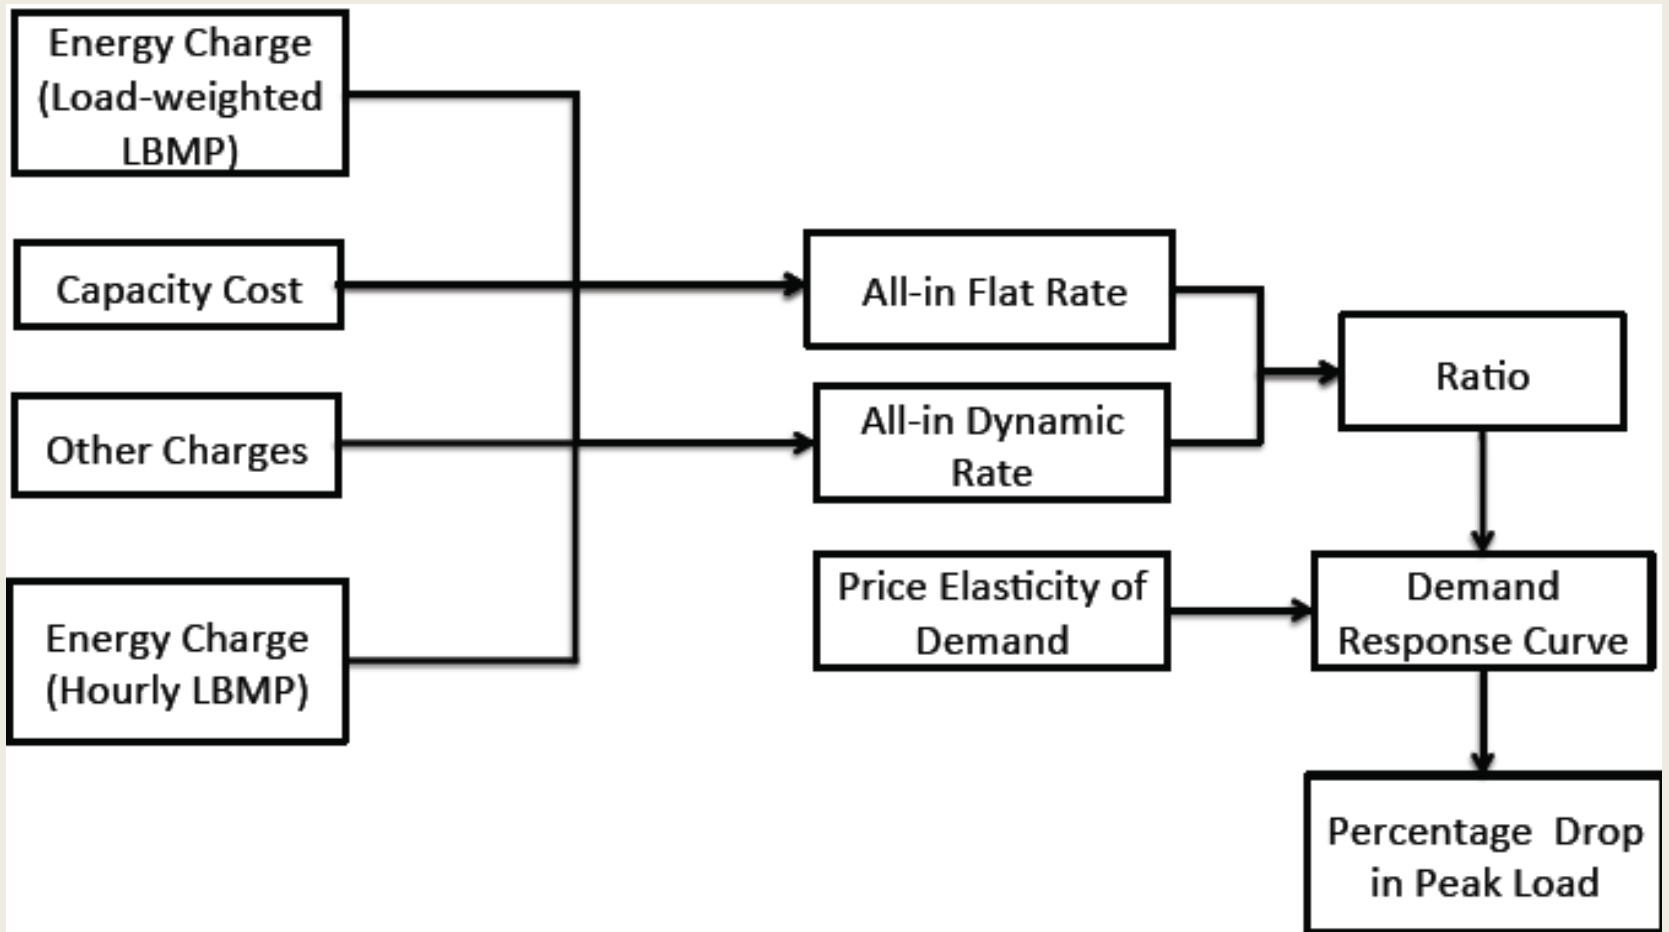 Energy Charge
(Load-weighted
LBMP)
Capacity Cost
Other Charges
Energy Charge
(Hourly LBMP)
All-in Flat Rate
All-in Dynamic
Rate
Price Elasticity of
Demand
Ratio
Demand
Response Curve
Percentage Drop
in Peak Load